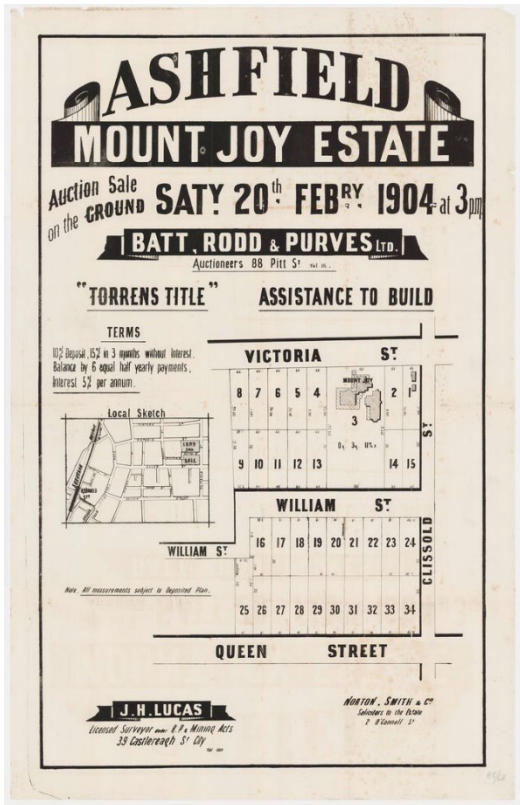 ASHFIELD
MOUNT JOY ESTATE
Auction Sale
on the GROUND
SATY 20th FEBRY 1904 at 3pm
BATT, RODD & PURVES LTD.
Auctioneers 88 Pitt St
"TORRENS TITLE"
ASSISTANCE TO BUILD
TERMS
10% Deposit, 15% in 3 months without Interest.
Balance by 6 equal half yearly payments,
Interest 5% per annum.
Local Sketch
LAND
SALE
VICTORIA ST
8 7 6 5 4
MOUNT JOY
3
2 1
9 10 11 12 13
14 15
WILLIAM ST
WILLIAM ST
CLISSOLD ST
16 17 18 19 20 21 22 23 24
25 26 27 28 29 30 31 32 33 34
QUEEN STREET
Note. All measurements subject to Deposited Plan.
J.H.LUCAS
Licensed Surveyor under R.P. & Mining Acts
39 Castlereagh St City
NORTON, SMITH & Co
Solicitors to the Estate
2 O'Connell St